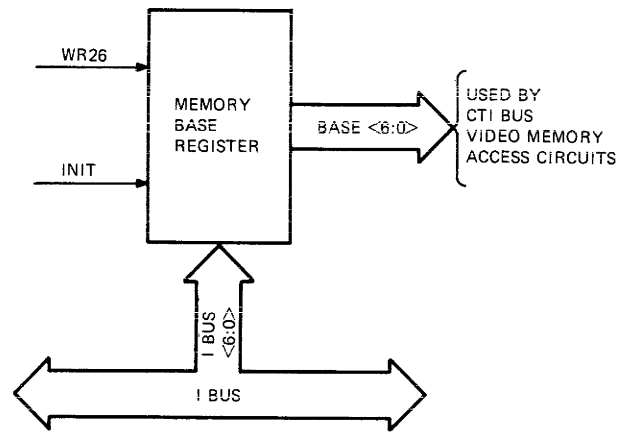 WR26
INIT
MEMORY
BASE
REGISTER
BASE <6:0>
USED BY
CTI BUS
VIDEO MEMORY
ACCESS CIRCUITS
I BUS
<6:0>
I BUS